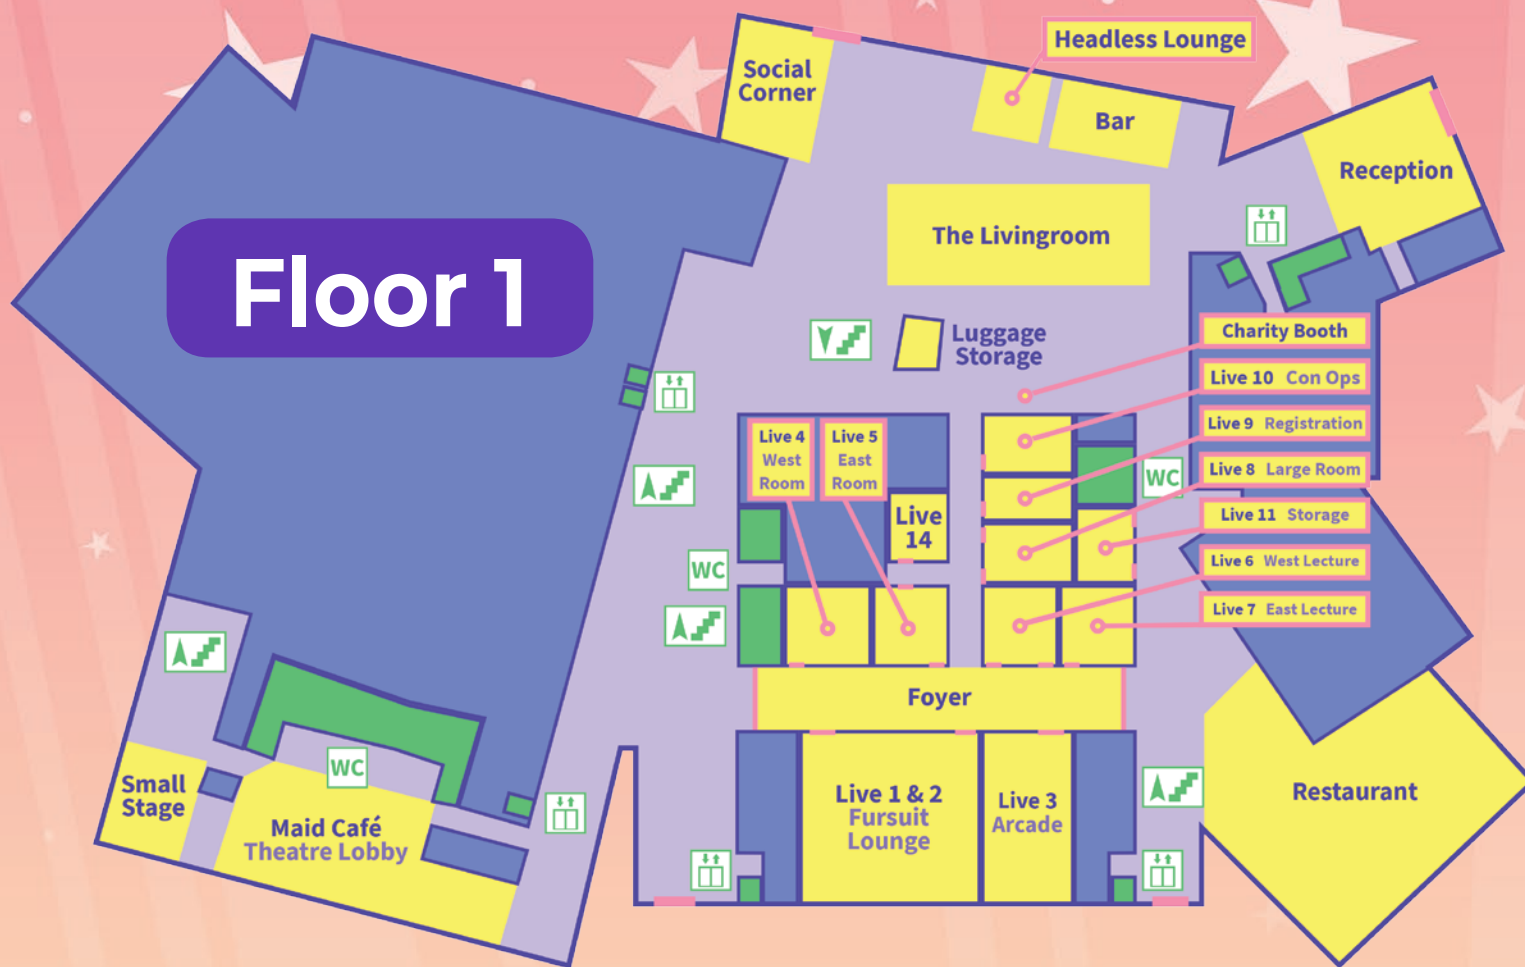 Headless Lounge
Social
Corner
Bar
Reception
The Livingroom
Floor 1
Luggage
Storage
Charity Booth
Live 10 Con Ops
Live 9 Registration
Live 8 Large Room
Live 11 Storage
Live 6 West Lecture
Live 7 East Lecture
Live 4
West
Room
Live 5
East
Room
WC
Live
14
WC
Foyer
WC
Small
Stage
Maid Café
Theatre Lobby
Live 1 & 2
Fursuit
Lounge
Live 3
Arcade
Restaurant